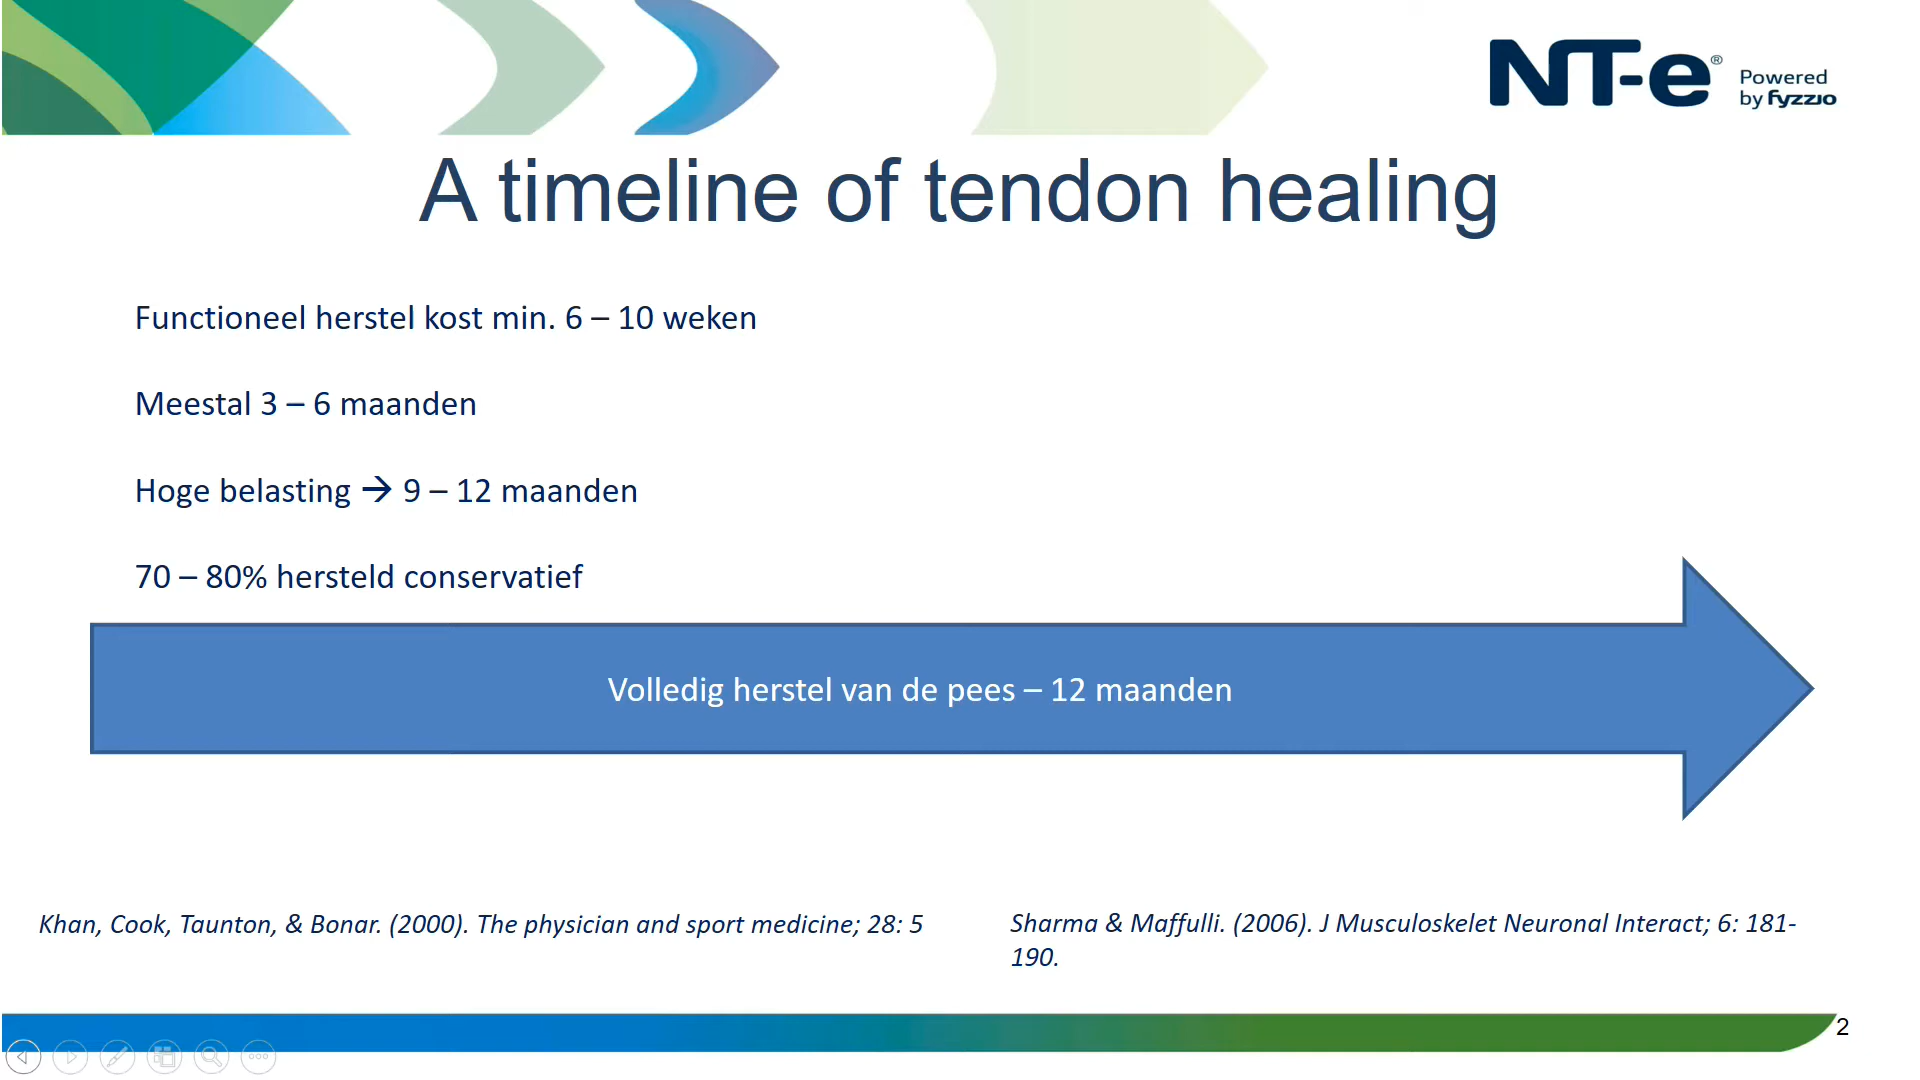 NT-e®
Powered
by fyzzio
A timeline of tendon healing
Functioneel herstel kost min. 6 – 10 weken
Meestal 3 – 6 maanden
Hoge belasting → 9 – 12 maanden
70 – 80% hersteld conservatief
Volledig herstel van de pees – 12 maanden
Khan, Cook, Taunton, & Bonar. (2000). The physician and sport medicine; 28: 5
Sharma & Maffulli. (2006). J Musculoskelet Neuronal Interact; 6: 181-
190.
2